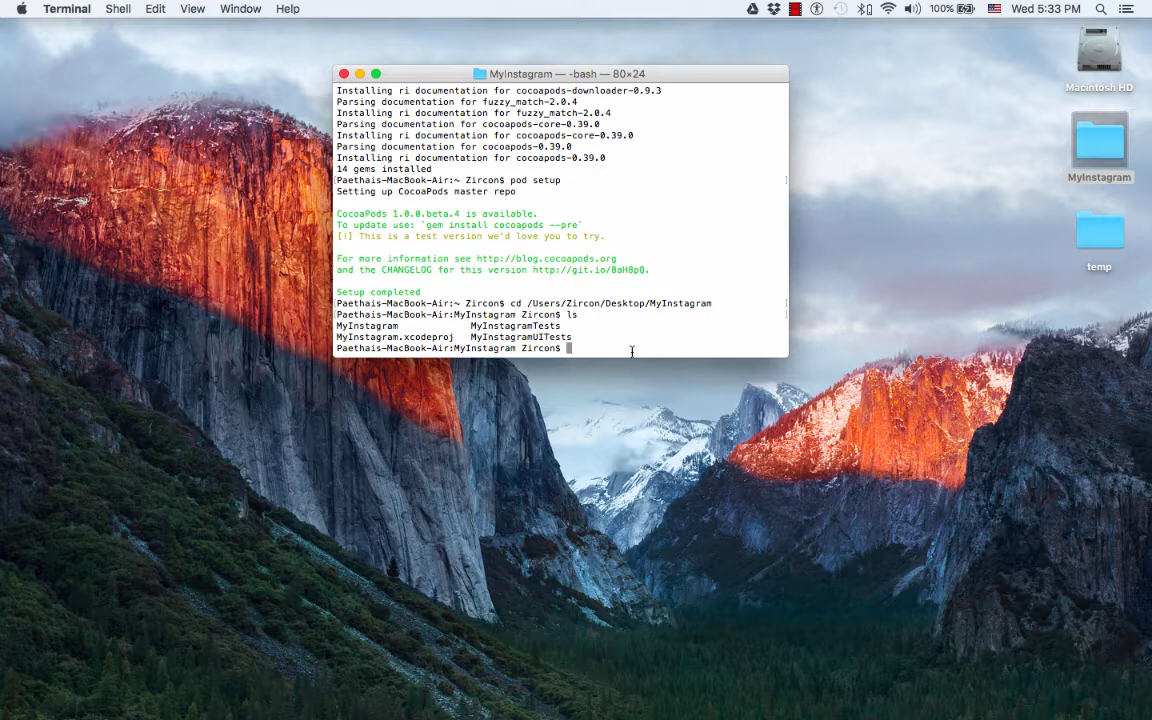 Terminal Shell Edit View Window Help 100% Wed 5:33 PM
MyInstagram — -bash — 80×24
Installing ri documentation for cocoapods-downloader-0.9.3
Parsing documentation for fuzzy_match-2.0.4
Installing ri documentation for fuzzy_match-2.0.4
Parsing documentation for cocoapods-core-0.39.0
Installing ri documentation for cocoapods-core-0.39.0
Parsing documentation for cocoapods-0.39.0
Installing ri documentation for cocoapods-0.39.0
14 gems installed
Paethais-MacBook-Air:~ Zircon$ pod setup
Setting up CocoaPods master repo
CocoaPods 1.0.0.beta.4 is available.
To update use: `gem install cocoapods --pre`
[!] This is a test version we'd love you to try.
For more information see http://blog.cocoapods.org
and the CHANGELOG for this version http://git.io/BaH8pQ.
Setup completed
Paethais-MacBook-Air:~ Zircon$ cd /Users/Zircon/Desktop/MyInstagram
Paethais-MacBook-Air:MyInstagram Zircon$ ls
MyInstagram MyInstagramTests
MyInstagram.xcodeproj MyInstagramUITests
Paethais-MacBook-Air:MyInstagram Zircon$
Macintosh HD
MyInstagram
temp